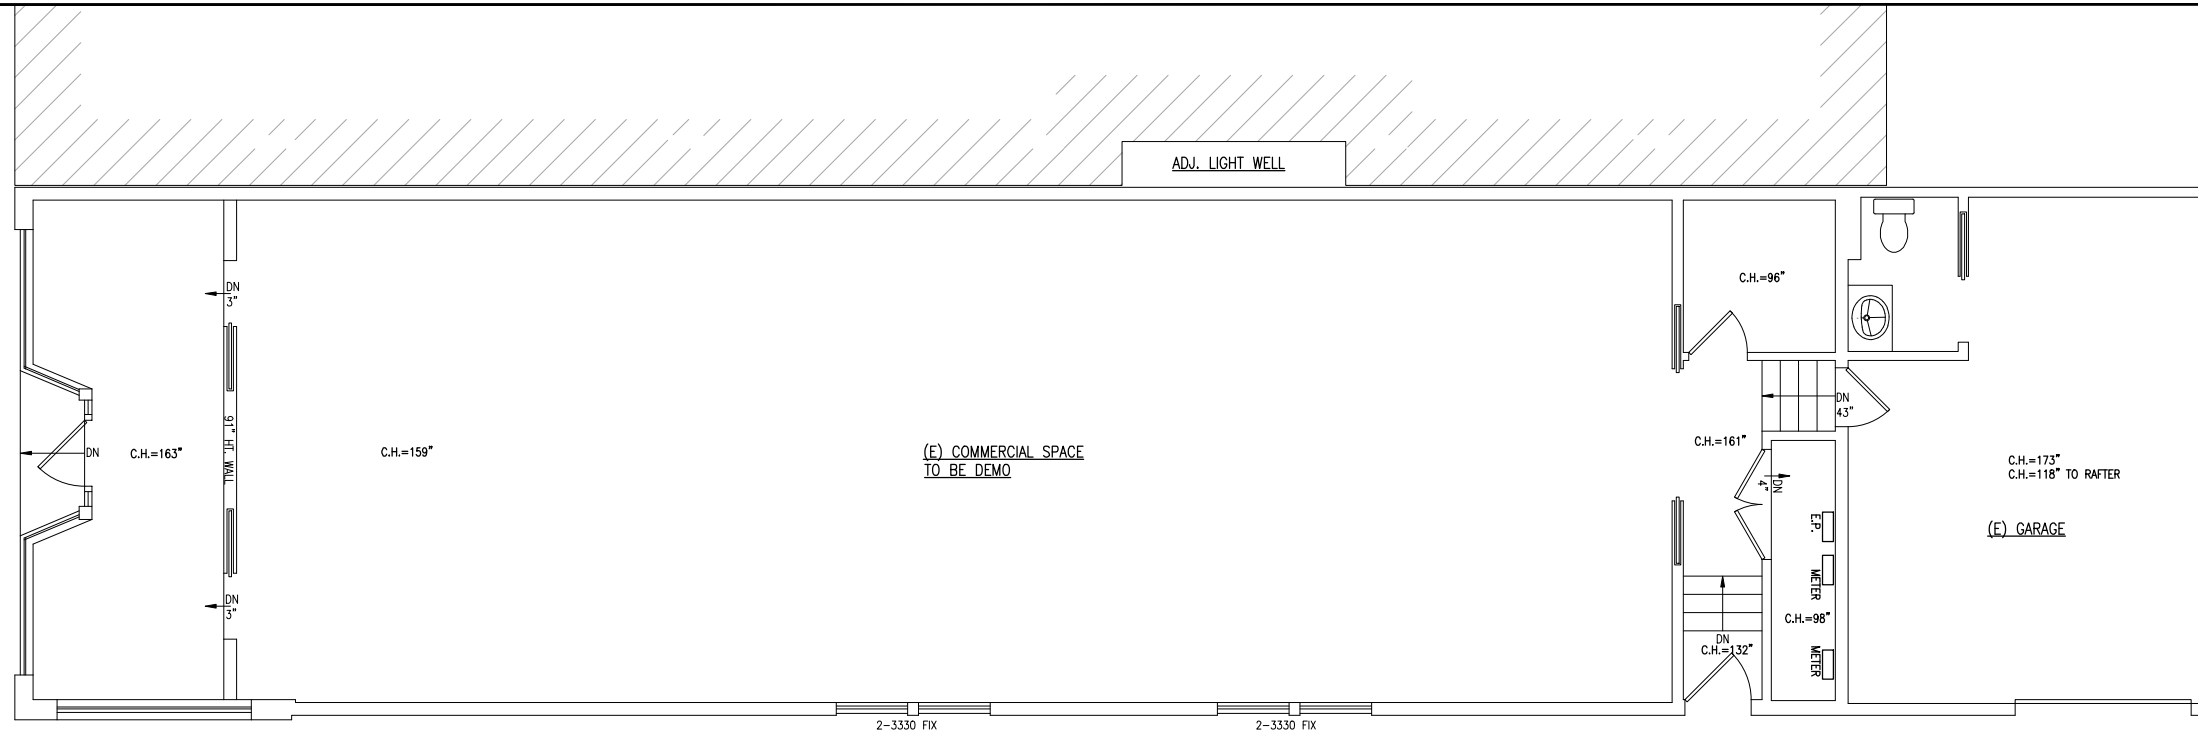 ADJ. LIGHT WELL
C.H.=96"
DN
3"
DN
43"
91" HT. WALL
C.H.=161"
DN
C.H.=163"
C.H.=159"
(E) COMMERCIAL SPACE
TO BE DEMO
C.H.=173"
C.H.=118" TO RAFTER
DN
4"
E.P.
(E) GARAGE
METER
DN
3"
C.H.=98"
DN
C.H.=132"
METER
2-3330 FIX
2-3330 FIX